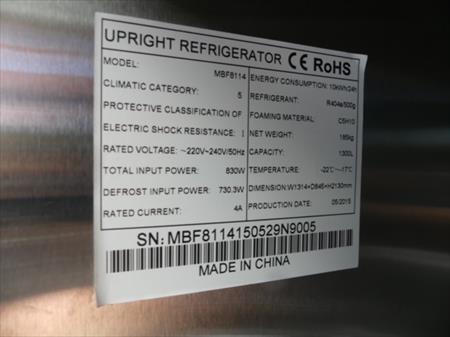 UPRIGHT REFRIGERATOR CE RoHS
MODEL: MBF8114
CLIMATIC CATEGORY: 5
PROTECTIVE CLASSIFICATION OF
ELECTRIC SHOCK RESISTANCE: I
RATED VOLTAGE: ~220V~240V/50Hz
TOTAL INPUT POWER: 830W
DEFROST INPUT POWER: 730.3W
RATED CURRENT: 4A
ENERGY CONSUMPTION: 10KWh/24h
REFRIGERANT: R404a/500g
FOAMING MATERIAL: C5H10
NET WEIGHT: 185kg
CAPACITY: 1300L
TEMPERATURE: -22℃~-17℃
DIMENSION: W1314×D845×H2130mm
PRODUCTION DATE: 05/2015
SN: MBF8114150529N9005
MADE IN CHINA